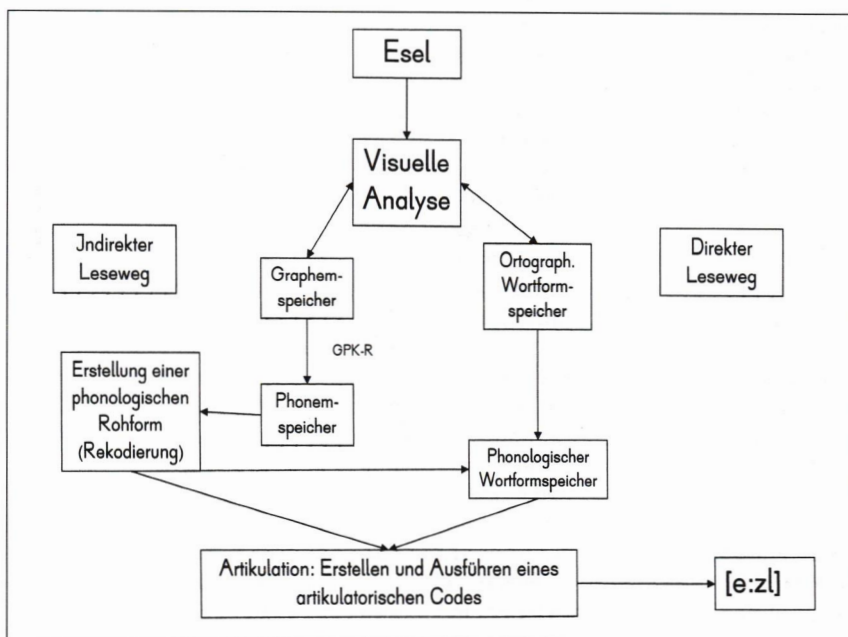 Esel
Visuelle
Analyse
Indirekter
Leseweg
Direkter
Leseweg
Graphem-
speicher
Ortograph.
Wortform-
speicher
GPK-R
Erstellung einer
phonologischen
Rohform
(Rekodierung)
Phonem-
speicher
Phonologischer
Wortformspeicher
Artikulation: Erstellen und Ausführen eines
artikulatorischen Codes
[e:zl]